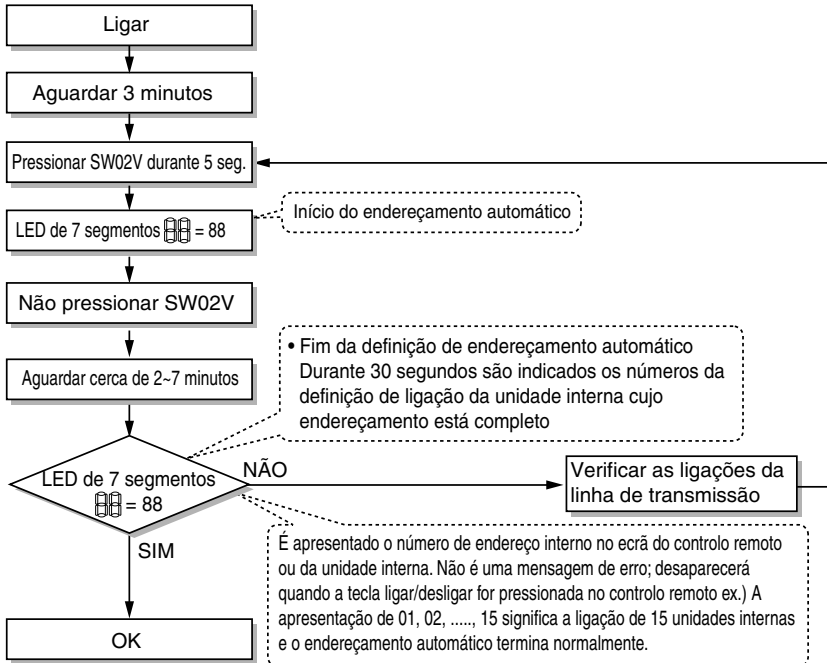 Ligar
Aguardar 3 minutos
Pressionar SW02V durante 5 seg.
LED de 7 segmentos 88 = 88
Início do endereçamento automático
Não pressionar SW02V
Aguardar cerca de 2~7 minutos
• Fim da definição de endereçamento automático
Durante 30 segundos são indicados os números da
definição de ligação da unidade interna cujo
endereçamento está completo
LED de 7 segmentos
88 = 88
NÃO
Verificar as ligações da
linha de transmissão
SIM
É apresentado o número de endereço interno no ecrã do controlo remoto
ou da unidade interna. Não é uma mensagem de erro; desaparecerá
quando a tecla ligar/desligar for pressionada no controlo remoto ex.) A
apresentação de 01, 02, ....., 15 significa a ligação de 15 unidades internas
e o endereçamento automático termina normalmente.
OK